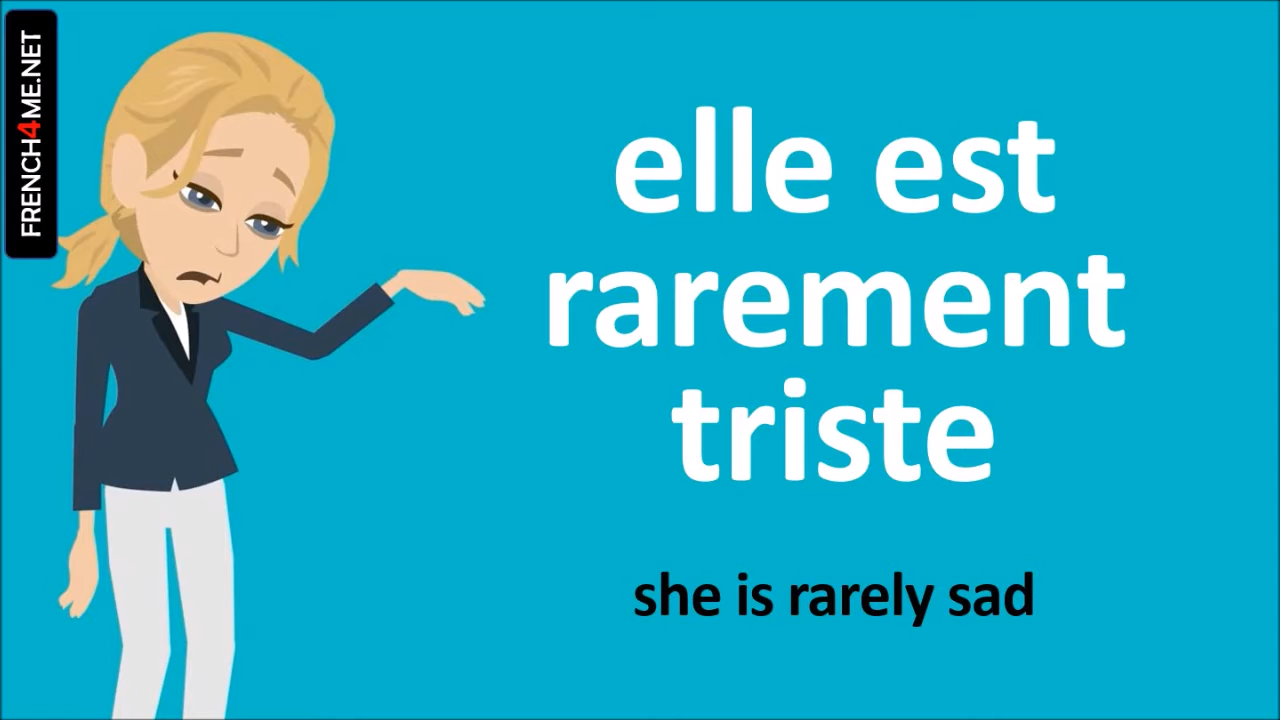 FRENCH4ME.NET
elle est
rarement
triste
she is rarely sad